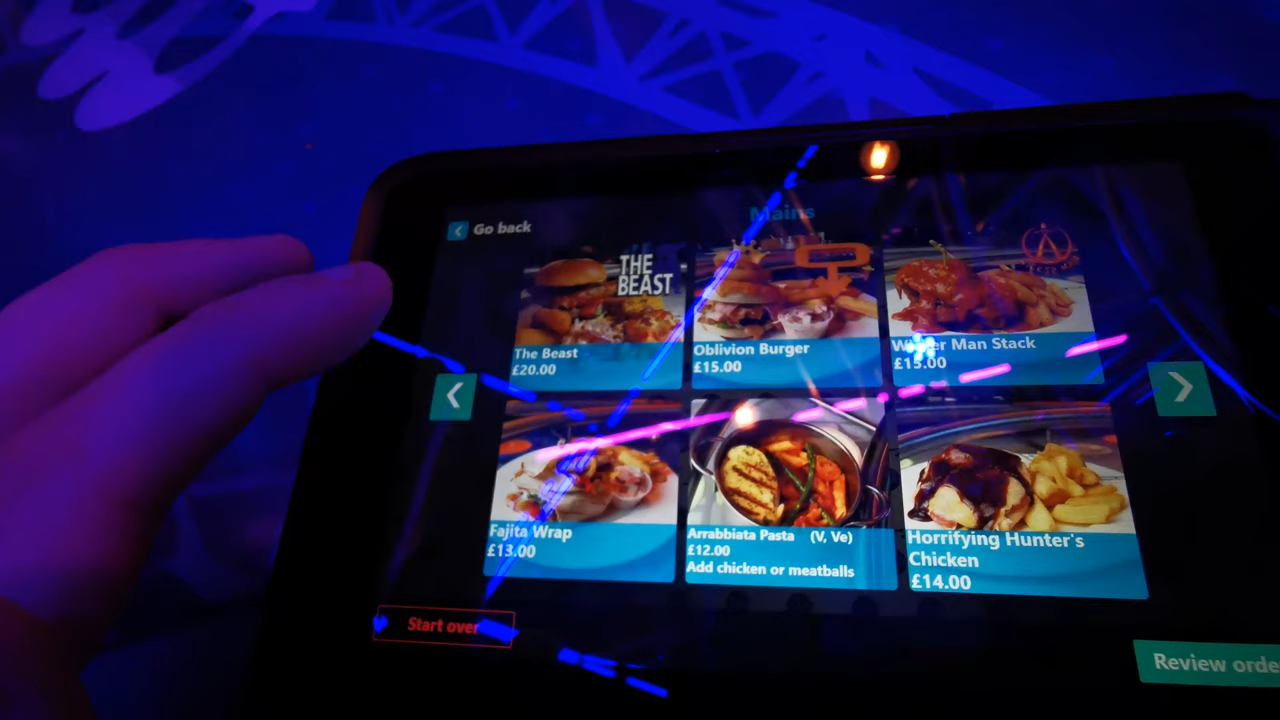 Mains
Go back
THE
BEAST
The Beast
£20.00
Oblivion Burger
£15.00
Man Stack
£15.00
Fajita Wrap
£13.00
Arrabbiata Pasta (V, Ve)
£12.00
Add chicken or meatballs
Horrifying Hunter's
Chicken
£14.00
Start over
Review orde